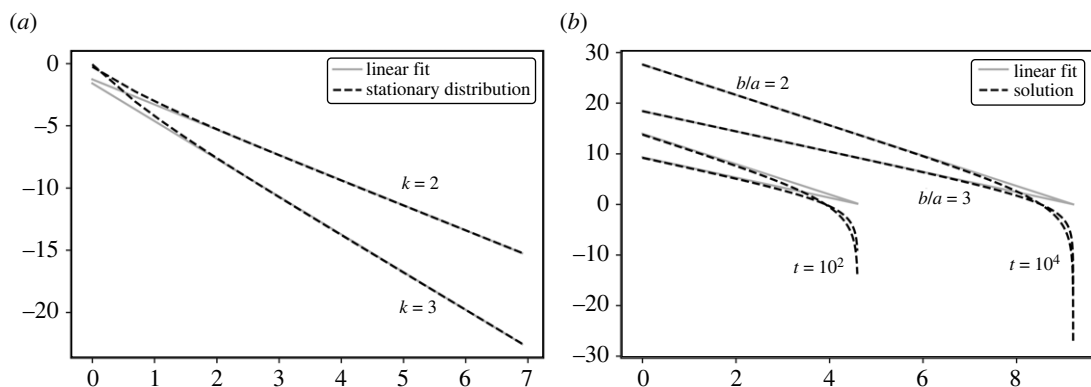 (a)
0
−5
−10
−15
−20
0 1 2 3 4 5 6 7
linear fit
stationary distribution
k = 2
k = 3
(b)
30
20
10
0
−10
−20
−30
0 2 4 6 8
linear fit
solution
b/a = 2
b/a = 3
t = 10²
t = 10⁴